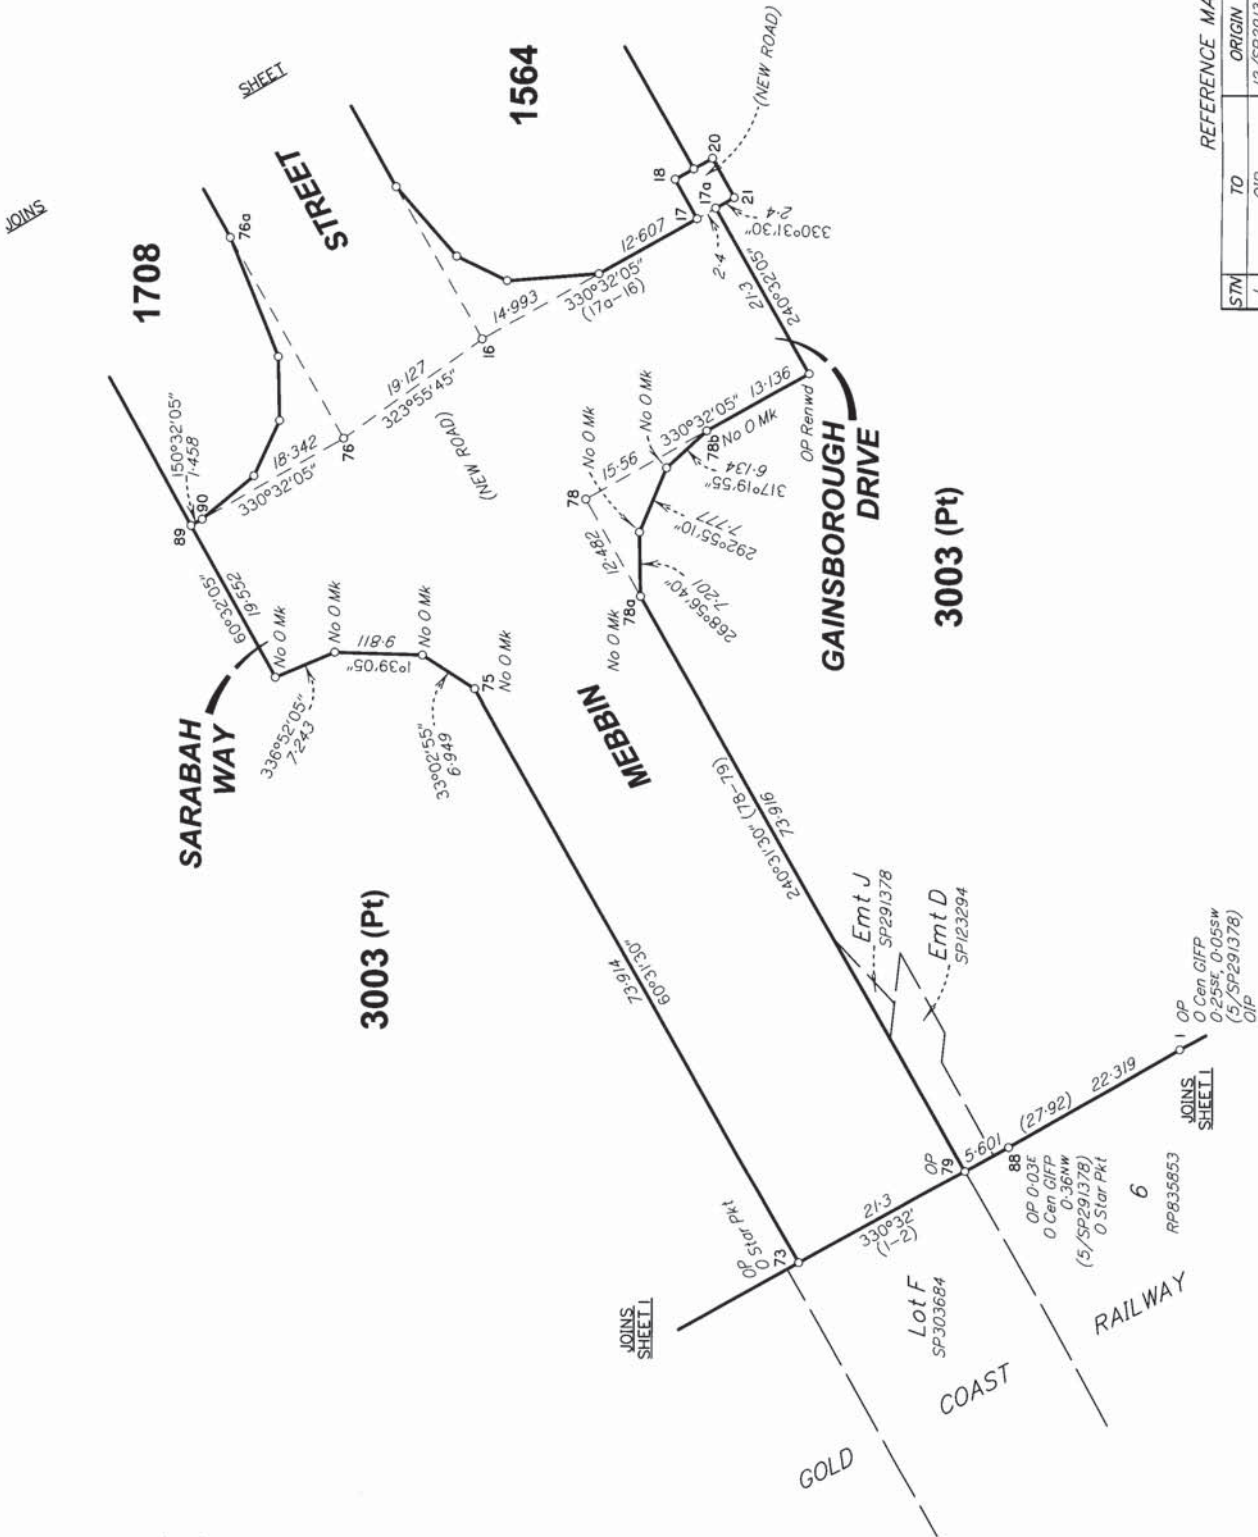 JOINS
SHEET
REFERENCE MA
STN
TO
ORIGIN
1
OIP
1708
STREET
1564
76a
18
(NEW ROAD)
20
17a
17
21
2·4
330°31'30"
2·4
12·607
330°32'05"
(17a-16)
14·993
16
240°32'05"
21·3
150°32'05"
1·458
89
90
18·342
330°32'05"
76
19·127
323°55'45"
(NEW ROAD)
60°32'05"
19·552
No O Mk
No O Mk
No O Mk
9·811
1°39'05"
75
No O Mk
SARABAH
WAY
336°52'05"
7·243
33°02'55"
6·949
78
No O Mk
No O Mk
15·56
330°32'05"
13·136
78b
No O Mk
OP Renwd
12·482
No O Mk
78a
317°19'55"
6·134
292°55'10"
7·777
268°56'40"
7·201
GAINSBOROUGH
DRIVE
MEBBIN
3003 (Pt)
3003 (Pt)
73·914
60°31'30"
240°31'30" (78-79)
73·916
Emt J
SP291378
Emt D
SP123294
OP
O Star Pkt
73
21·3
330°32'
(1-2)
OP
79
5·601
88
(27·92)
22·319
1
OP
O Cen GIFP
0·25SE, 0·05SW
(5/SP291378)
OIP
OP 0·03E
O Cen GIFP
0·36NW
(5/SP291378)
O Star Pkt
6
RP835853
JOINS
SHEET 1
JOINS
SHEET 1
Lot F
SP303684
GOLD
COAST
RAILWAY